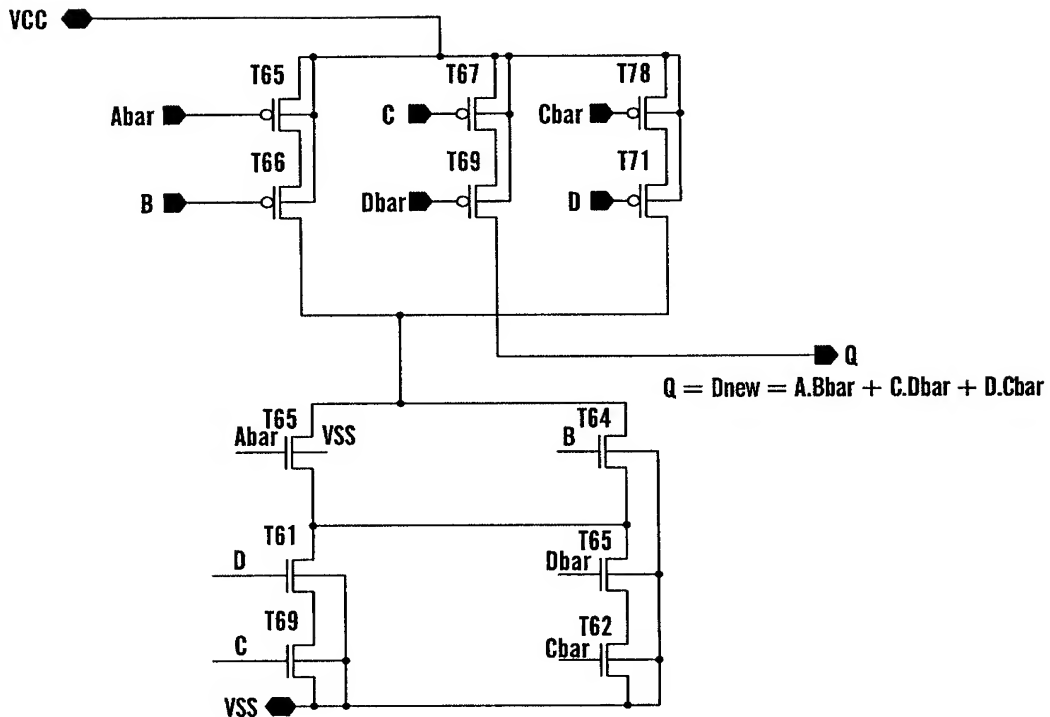 VCC
T65
T67
T78
Abar
C
Cbar
T66
T69
T71
B
Dbar
D
Q
Q = Dnew = A.Bbar + C.Dbar + D.Cbar
T65
T64
Abar
VSS
B
T61
T65
D
Dbar
T69
T62
C
Cbar
VSS